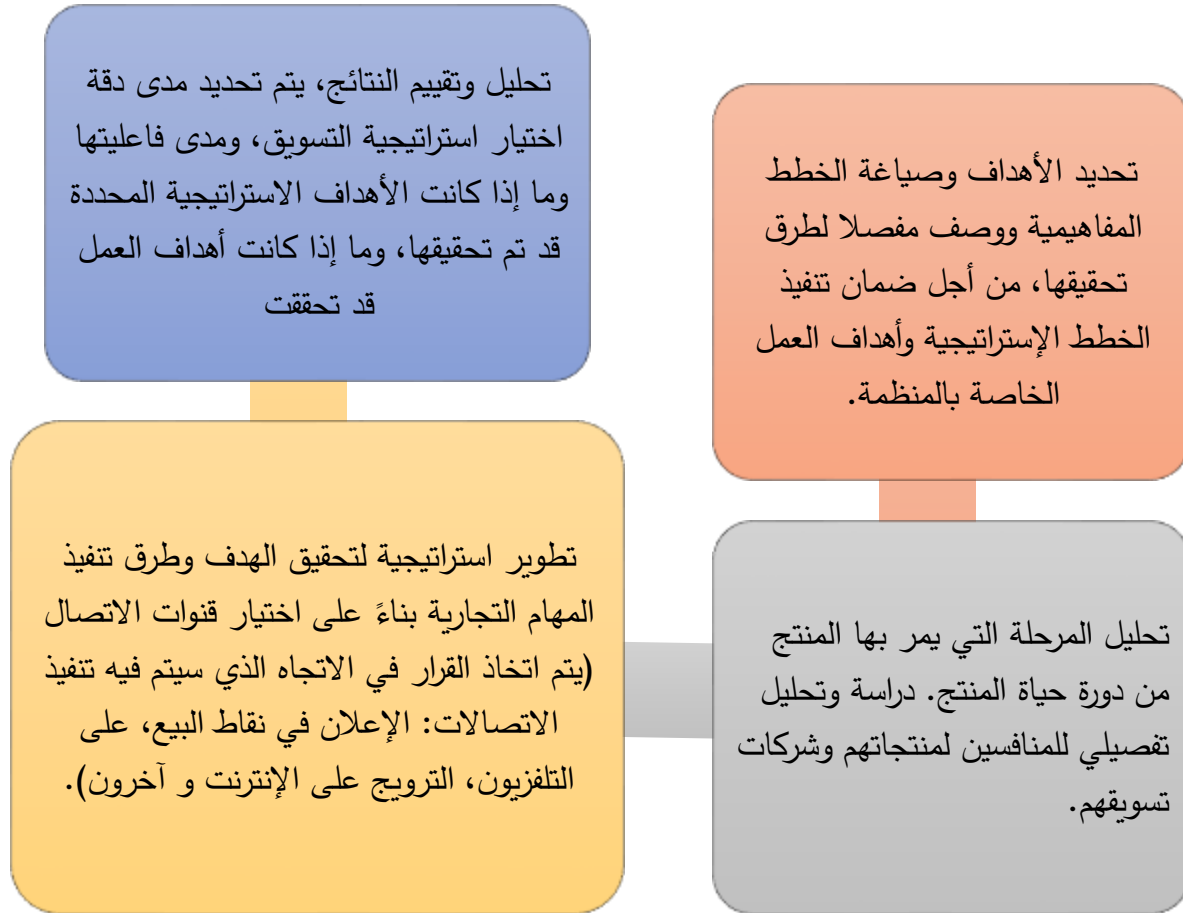 تحديد الأهداف وصياغة الخطط
المفاهيمية ووصف مفصلا لطرق
تحقيقها، من أجل ضمان تنفيذ
الخطط الإستراتيجية وأهداف العمل
الخاصة بالمنظمة.
تحليل المرحلة التي يمر بها المنتج
من دورة حياة المنتج. دراسة وتحليل
تفصيلي للمنافسين لمنتجاتهم وشركات
تسويقهم.
تطوير استراتيجية لتحقيق الهدف وطرق تنفيذ
المهام التجارية بناءً على اختيار قنوات الاتصال
(يتم اتخاذ القرار في الاتجاه الذي سيتم فيه تنفيذ
الاتصالات: الإعلان في نقاط البيع، على
التلفزيون، الترويج على الإنترنت و آخرون).
تحليل وتقييم النتائج، يتم تحديد مدى دقة
اختيار استراتيجية التسويق، ومدى فاعليتها
وما إذا كانت الأهداف الاستراتيجية المحددة
قد تم تحقيقها، وما إذا كانت أهداف العمل
قد تحققت